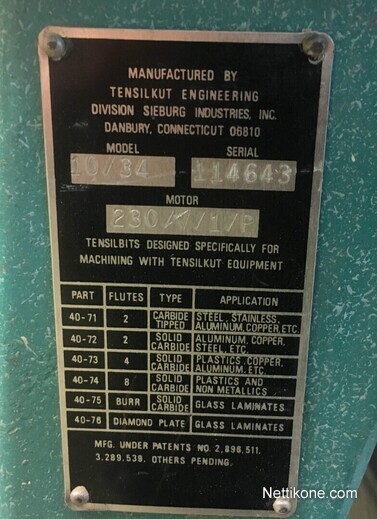 MANUFACTURED BY
TENSILKUT ENGINEERING
DIVISION SIEBURG INDUSTRIES, INC.
DANBURY, CONNECTICUT 06810
MODEL SERIAL
10/34 114643
MOTOR
230/ /1/
TENSILBITS DESIGNED SPECIFICALLY FOR
MACHINING WITH TENSILKUT EQUIPMENT
PART FLUTES TYPE APPLICATION
40-71 2 CARBIDE TIPPED STEEL, STAINLESS, ALUMINUM, COPPER, ETC.
40-72 2 SOLID CARBIDE ALUMINUM, COPPER, STEEL, ETC.
40-73 4 SOLID CARBIDE PLASTICS, COPPER, ALUMINUM, ETC.
40-74 8 SOLID CARBIDE PLASTICS AND NON METALLICS
40-75 BURR SOLID CARBIDE GLASS LAMINATES
40-76 DIAMOND PLATE GLASS LAMINATES
MFG. UNDER PATENTS NO. 2,896,511.
3,289,539. OTHERS PENDING.
Nettikone.com